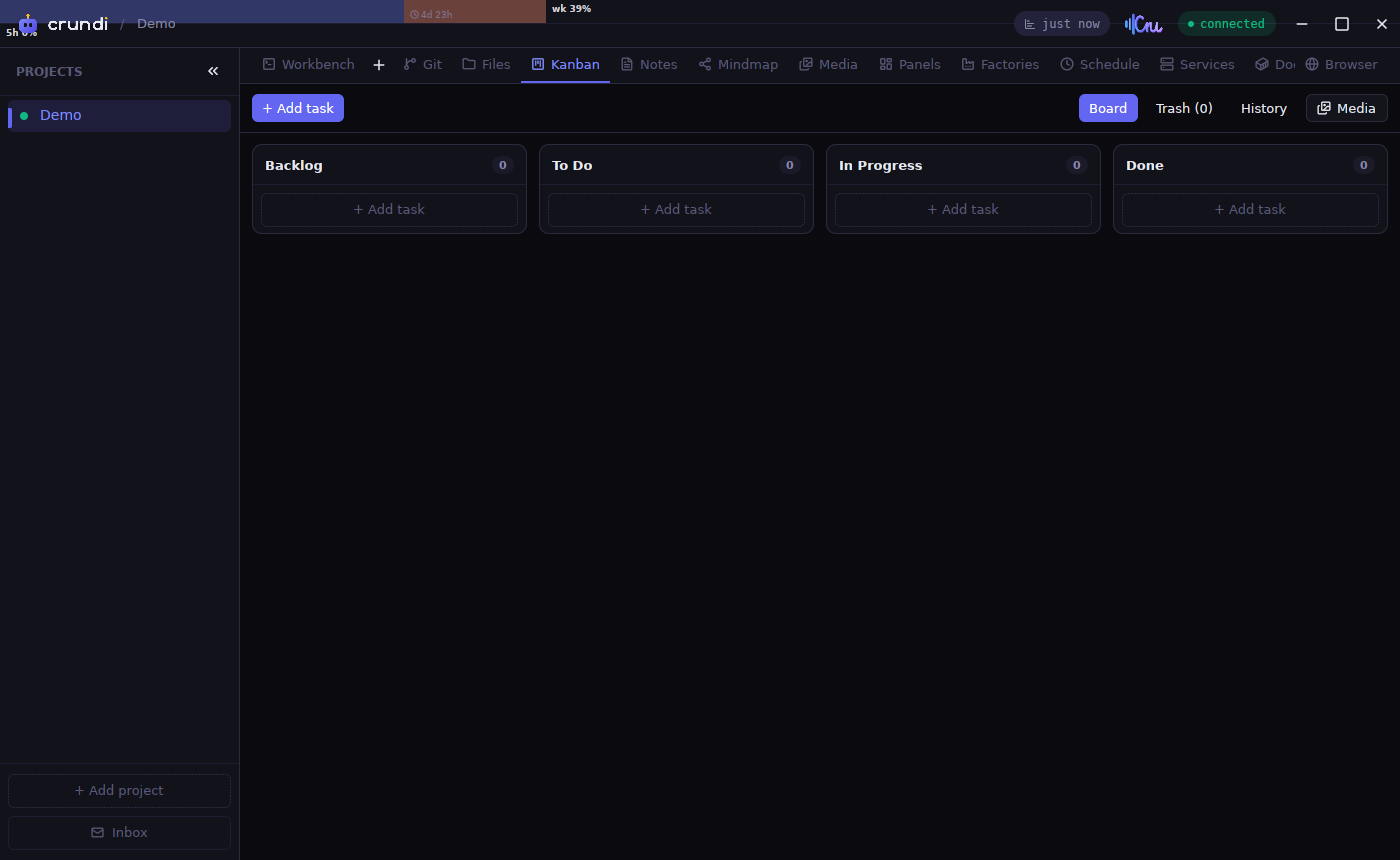 4d 23h
wk 39%
crundi / Demo
just now
Cru
connected
PROJECTS
Demo
Workbench
Git
Files
Kanban
Notes
Mindmap
Media
Panels
Factories
Schedule
Services
Doc
Browser
+ Add task
Board
Trash (0)
History
Media
Backlog 0
To Do 0
In Progress 0
Done 0
+ Add task
+ Add task
+ Add task
+ Add task
+ Add project
Inbox